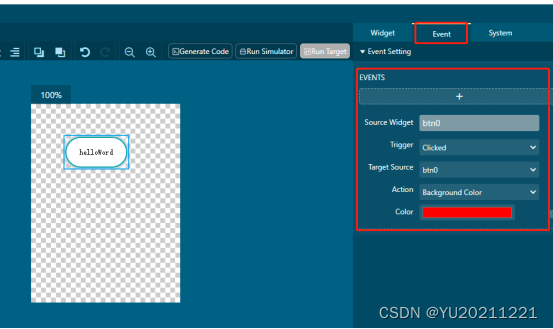 Widget Event System
Generate Code Run Simulator Run Target
▼ Event Setting
EVENTS
+
100%
helloWord
Source Widget btn0
Trigger Clicked
Target Source btn0
Action Background Color
Color
CSDN @YU20211221